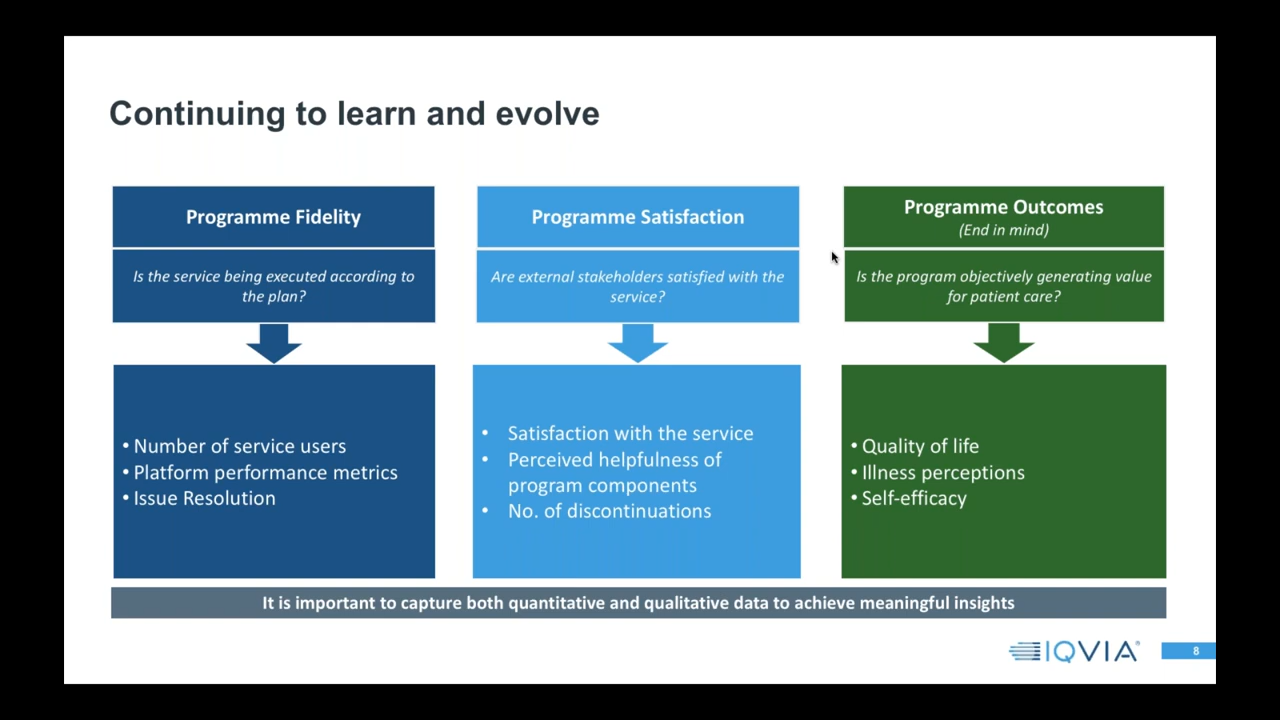 Continuing to learn and evolve
Programme Fidelity
Is the service being executed according to
the plan?
• Number of service users
• Platform performance metrics
• Issue Resolution
Programme Satisfaction
Are external stakeholders satisfied with the
service?
• Satisfaction with the service
• Perceived helpfulness of
program components
• No. of discontinuations
Programme Outcomes
(End in mind)
Is the program objectively generating value
for patient care?
• Quality of life
• Illness perceptions
• Self-efficacy
It is important to capture both quantitative and qualitative data to achieve meaningful insights
IQVIA®
8